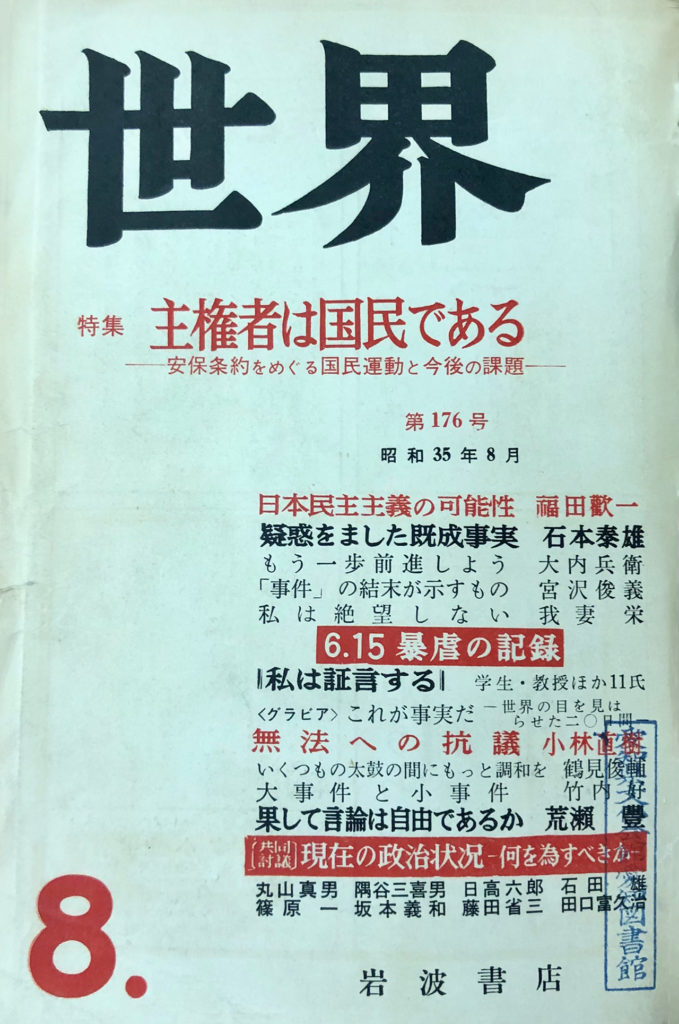 世界
特集 主権者は国民である
──安保条約をめぐる国民運動と今後の課題──
第176号
昭和35年8月
日本民主主義の可能性 福田歡一
疑惑をました既成事実 石本泰雄
もう一歩前進しよう 大内兵衛
「事件」の結末が示すもの 宮沢俊義
私は絶望しない 我妻栄
6.15 暴虐の記録
‖私は証言する‖ 学生・教授ほか11氏
〈グラビア〉これが事実だ ─世界の目を見は
らせた二〇日間─
無法への抗議 小林直樹
いくつもの太鼓の間にもっと調和を 鶴見俊輔
大事件と小事件 竹内好
果して言論は自由であるか 荒瀬豊
〔共同討議〕現在の政治状況─何を為すべきか─
丸山真男 隅谷三喜男 日高六郎 石田雄
篠原一 坂本義和 藤田省三 田口富久治
8.
岩波書店
図書館